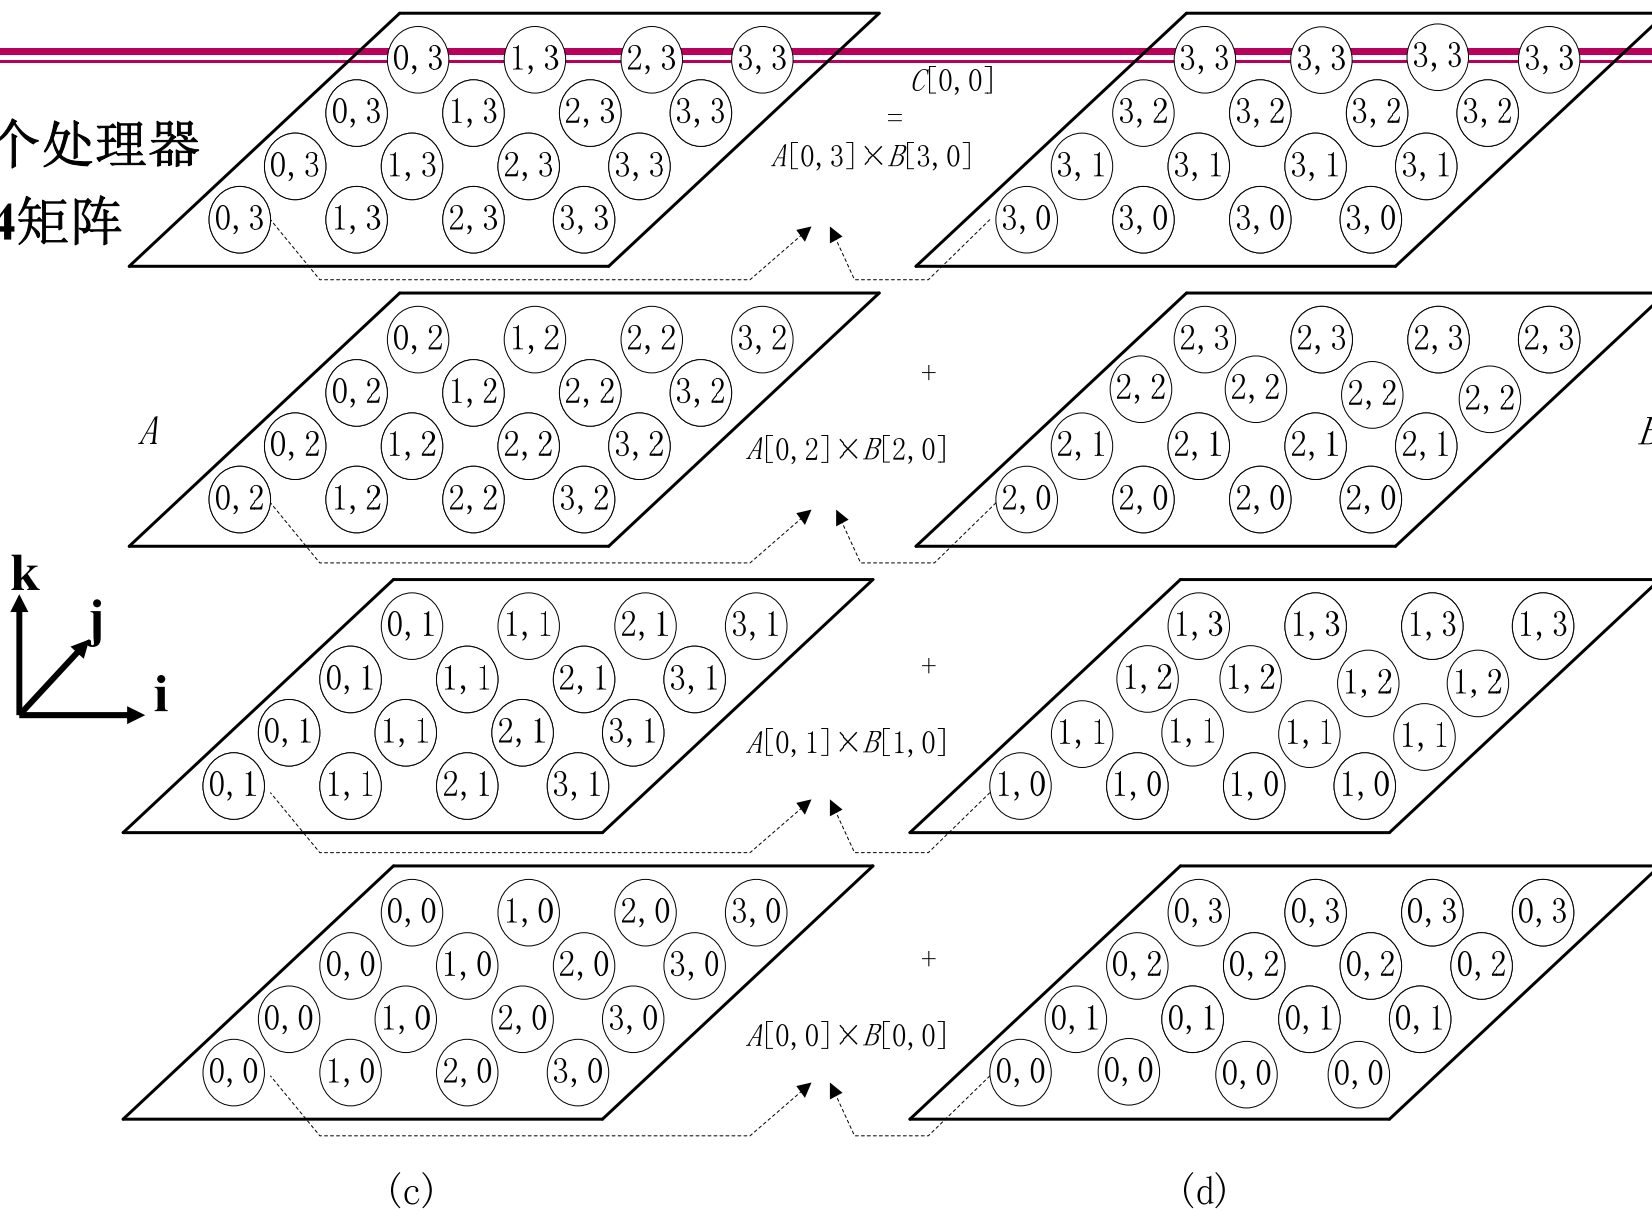 0,3 1,3 2,3 3,3
C[0,0]
3,3 3,3 3,3 3,3
0,3 1,3 2,3 3,3
=
3,2 3,2 3,2 3,2
个处理器
0,3 1,3 2,3 3,3
A[0,3]×B[3,0]
3,1 3,1 3,1 3,1
4矩阵
0,3 1,3 2,3 3,3
3,0 3,0 3,0 3,0
0,2 1,2 2,2 3,2
2,3 2,3 2,3 2,3
0,2 1,2 2,2 3,2
+
2,2 2,2 2,2 2,2
A
0,2 1,2 2,2 3,2
A[0,2]×B[2,0]
2,1 2,1 2,1 2,1
B
0,2 1,2 2,2 3,2
2,0 2,0 2,0 2,0
k
j
i
0,1 1,1 2,1 3,1
1,3 1,3 1,3 1,3
0,1 1,1 2,1 3,1
+
1,2 1,2 1,2 1,2
0,1 1,1 2,1 3,1
A[0,1]×B[1,0]
1,1 1,1 1,1 1,1
0,1 1,1 2,1 3,1
1,0 1,0 1,0 1,0
0,0 1,0 2,0 3,0
0,3 0,3 0,3 0,3
0,0 1,0 2,0 3,0
+
0,2 0,2 0,2 0,2
0,0 1,0 2,0 3,0
A[0,0]×B[0,0]
0,1 0,1 0,1 0,1
0,0 1,0 2,0 3,0
0,0 0,0 0,0 0,0
(c)
(d)